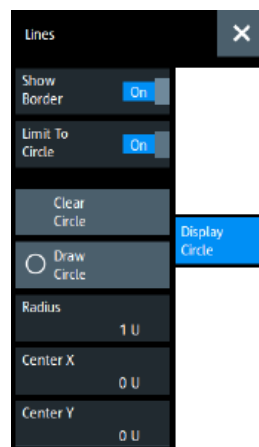 Lines
Show
Border
On
Limit To
Circle
On
Clear
Circle
Draw
Circle
Display
Circle
Radius
1 U
Center X
0 U
Center Y
0 U